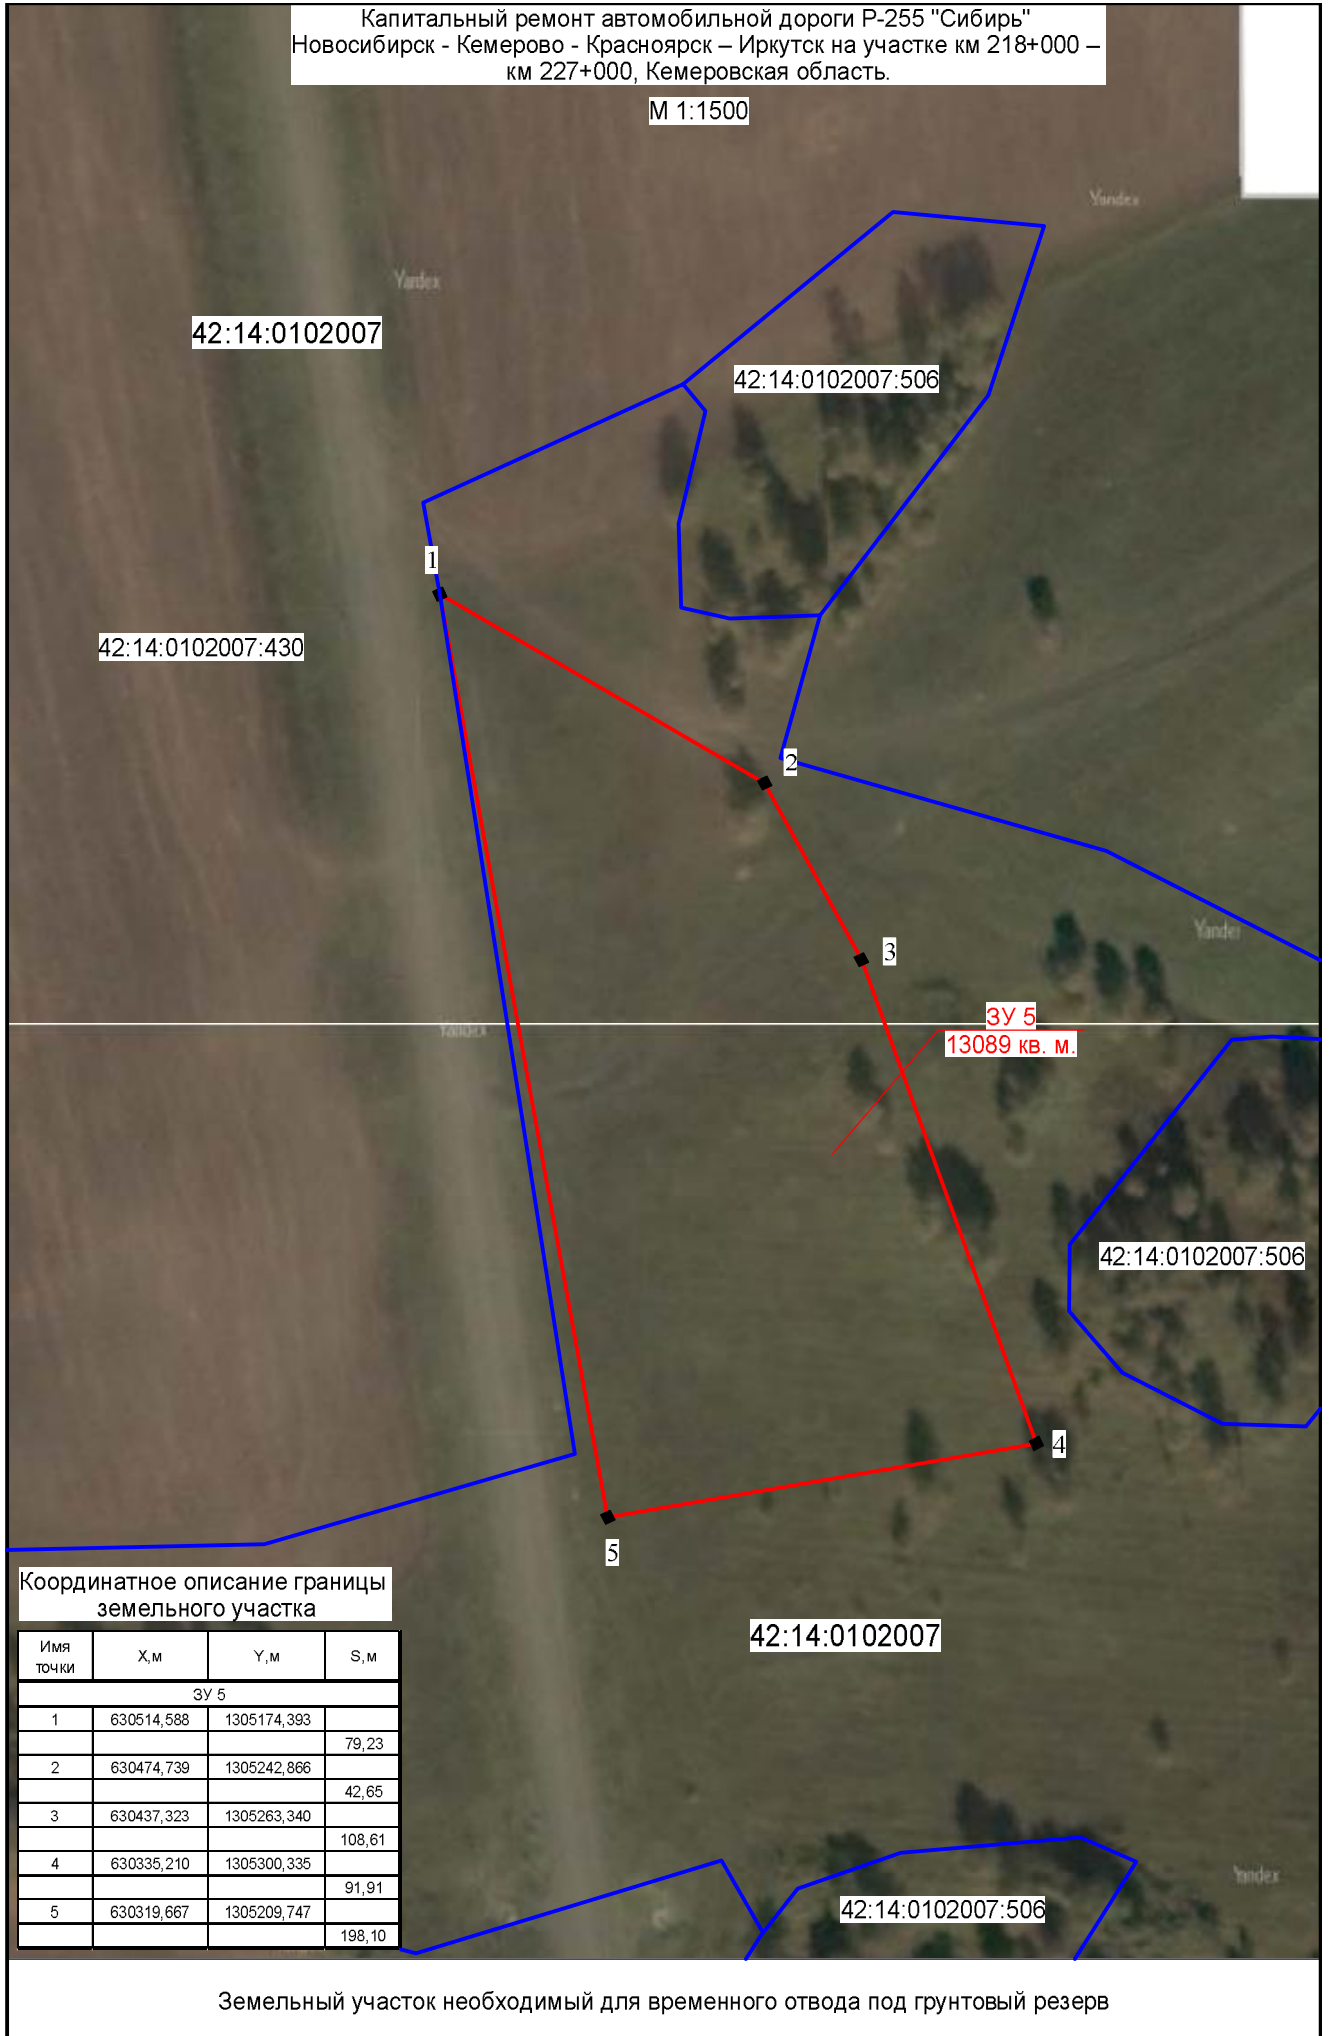 Капитальный ремонт автомобильной дороги Р-255 "Сибирь"
Новосибирск - Кемерово - Красноярск – Иркутск на участке км 218+000 –
км 227+000, Кемеровская область.
М 1:1500
Yandex
Yandex
42:14:0102007
42:14:0102007:506
1
42:14:0102007:430
2
Yandex
3
ЗУ 5
Yandex
13089 кв. м.
42:14:0102007:506
4
5
Координатное описание границы
земельного участка
42:14:0102007
Имя точки X,м Y,м S,м
ЗУ 5
1 630514,588 1305174,393
79,23
2 630474,739 1305242,866
42,65
3 630437,323 1305263,340
108,61
4 630335,210 1305300,335
91,91
5 630319,667 1305209,747
198,10
Yandex
42:14:0102007:506
Земельный участок необходимый для временного отвода под грунтовый резерв